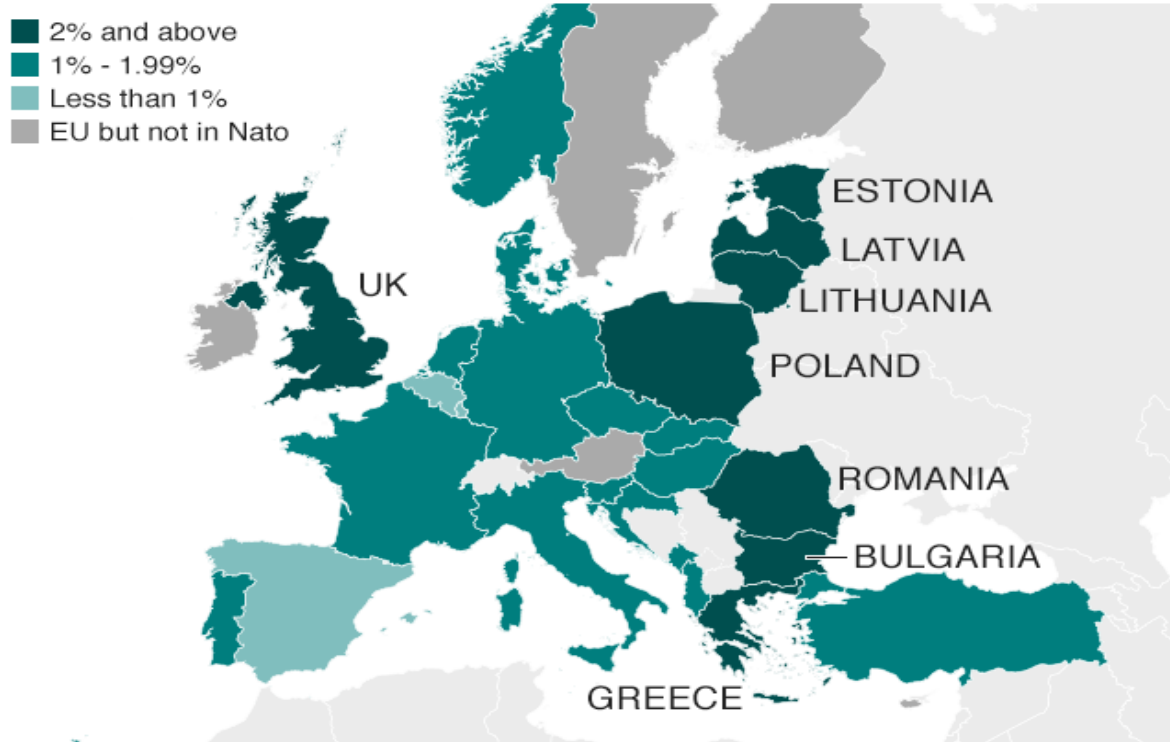 2% and above
1% - 1.99%
Less than 1%
EU but not in Nato
ESTONIA
LATVIA
UK
LITHUANIA
POLAND
ROMANIA
BULGARIA
GREECE